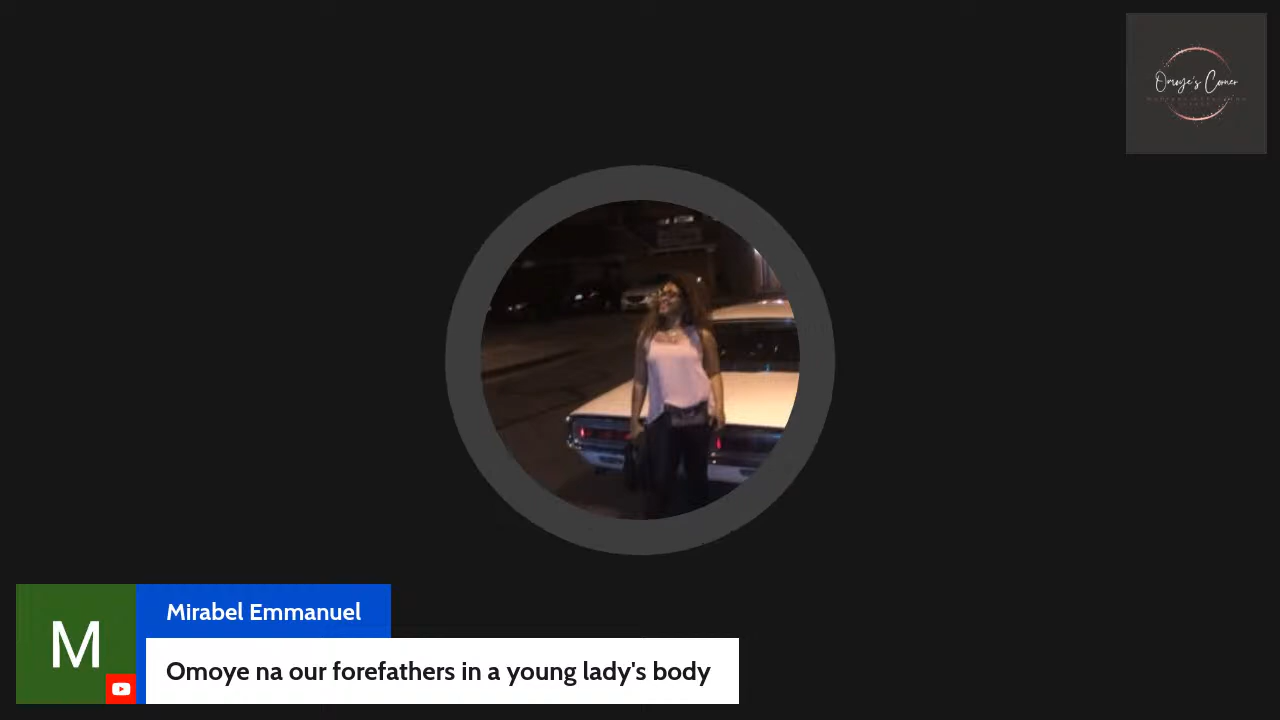 Omoye's Corner
M
Mirabel Emmanuel
Omoye na our forefathers in a young lady's body